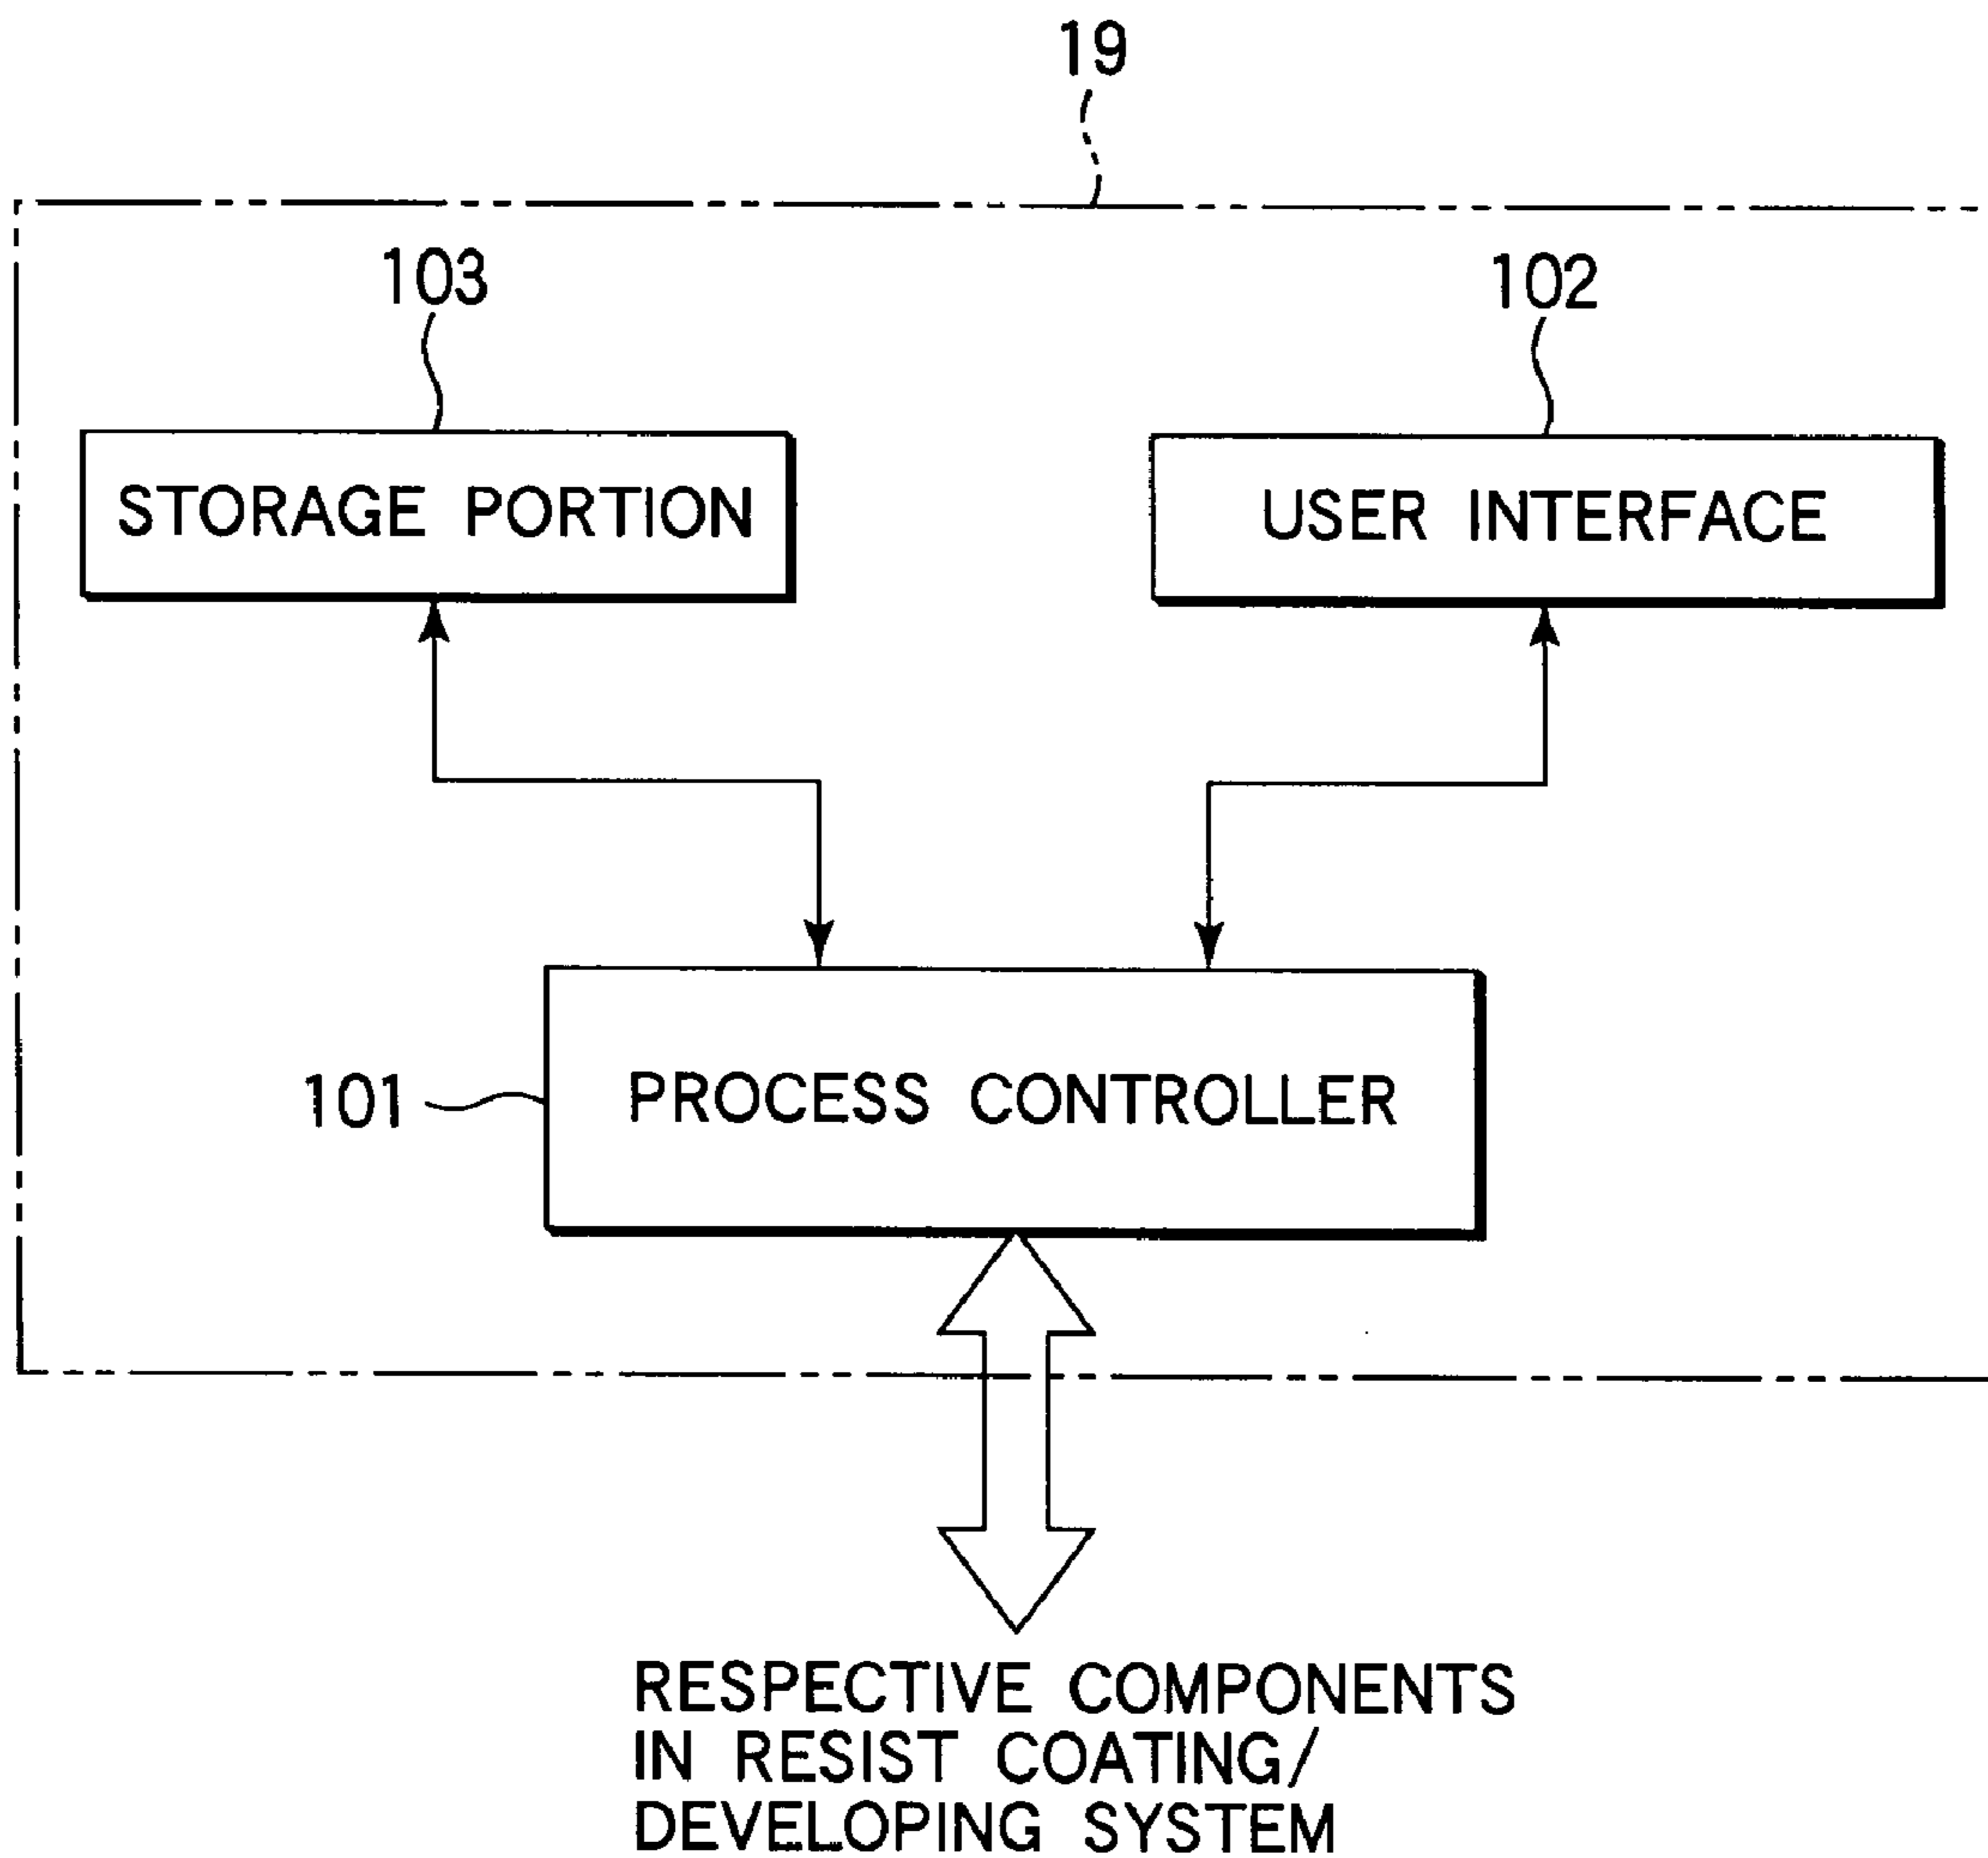 19
103
102
STORAGE PORTION
USER INTERFACE
101
PROCESS CONTROLLER
RESPECTIVE COMPONENTS
IN RESIST COATING/
DEVELOPING SYSTEM